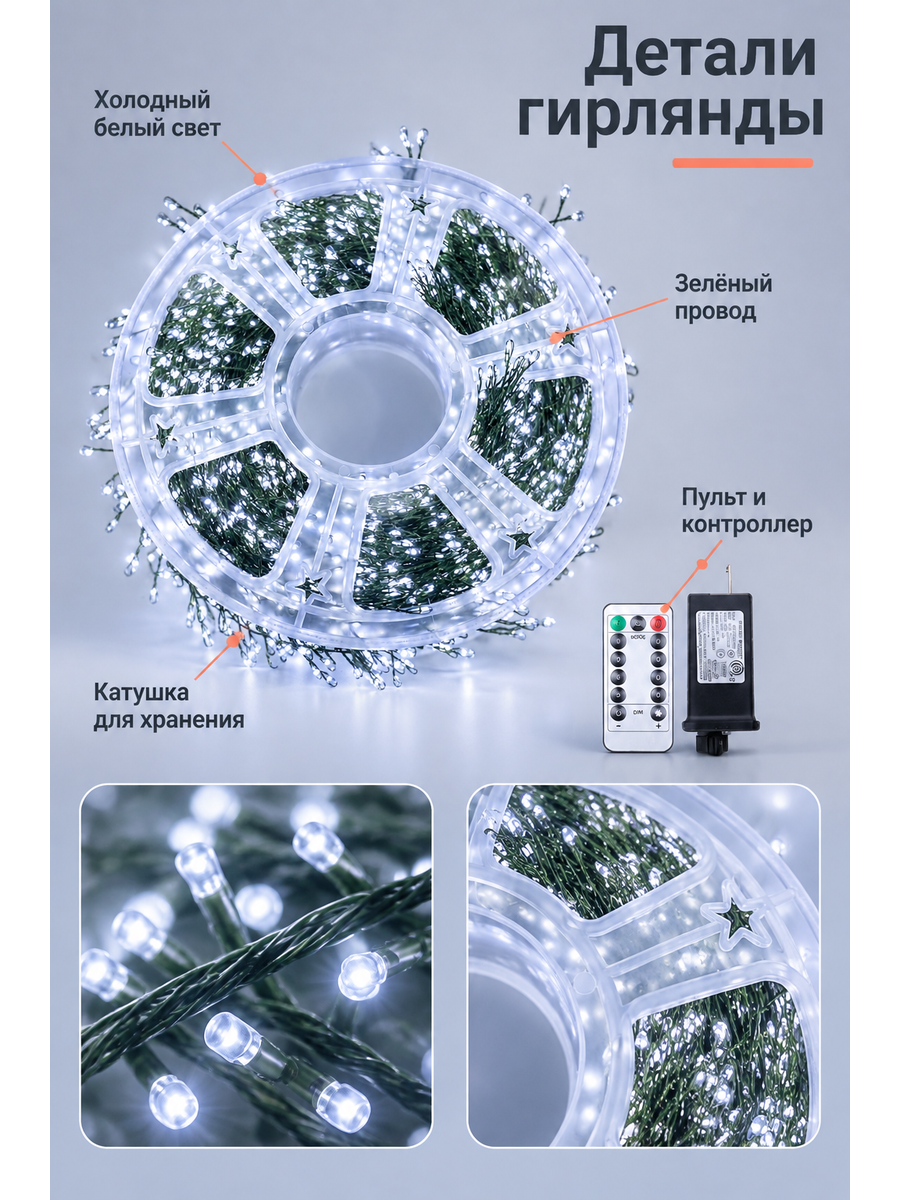 Детали
гирлянды
Холодный
белый свет
Зелёный
провод
Пульт и
контроллер
Катушка
для хранения
DIM
− +